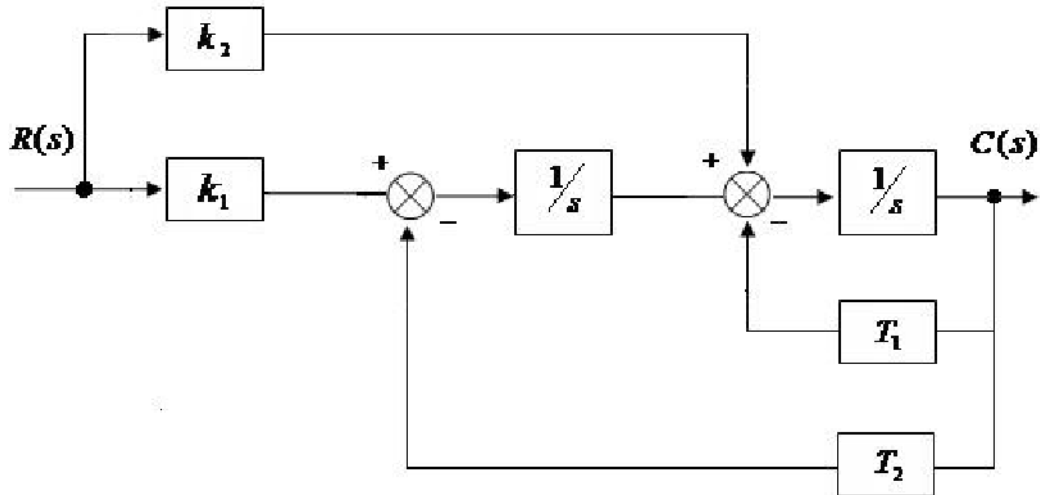 k₂
R(s)
C(s)
k₁
+
−
1/s
+
−
1/s
T₁
T₂